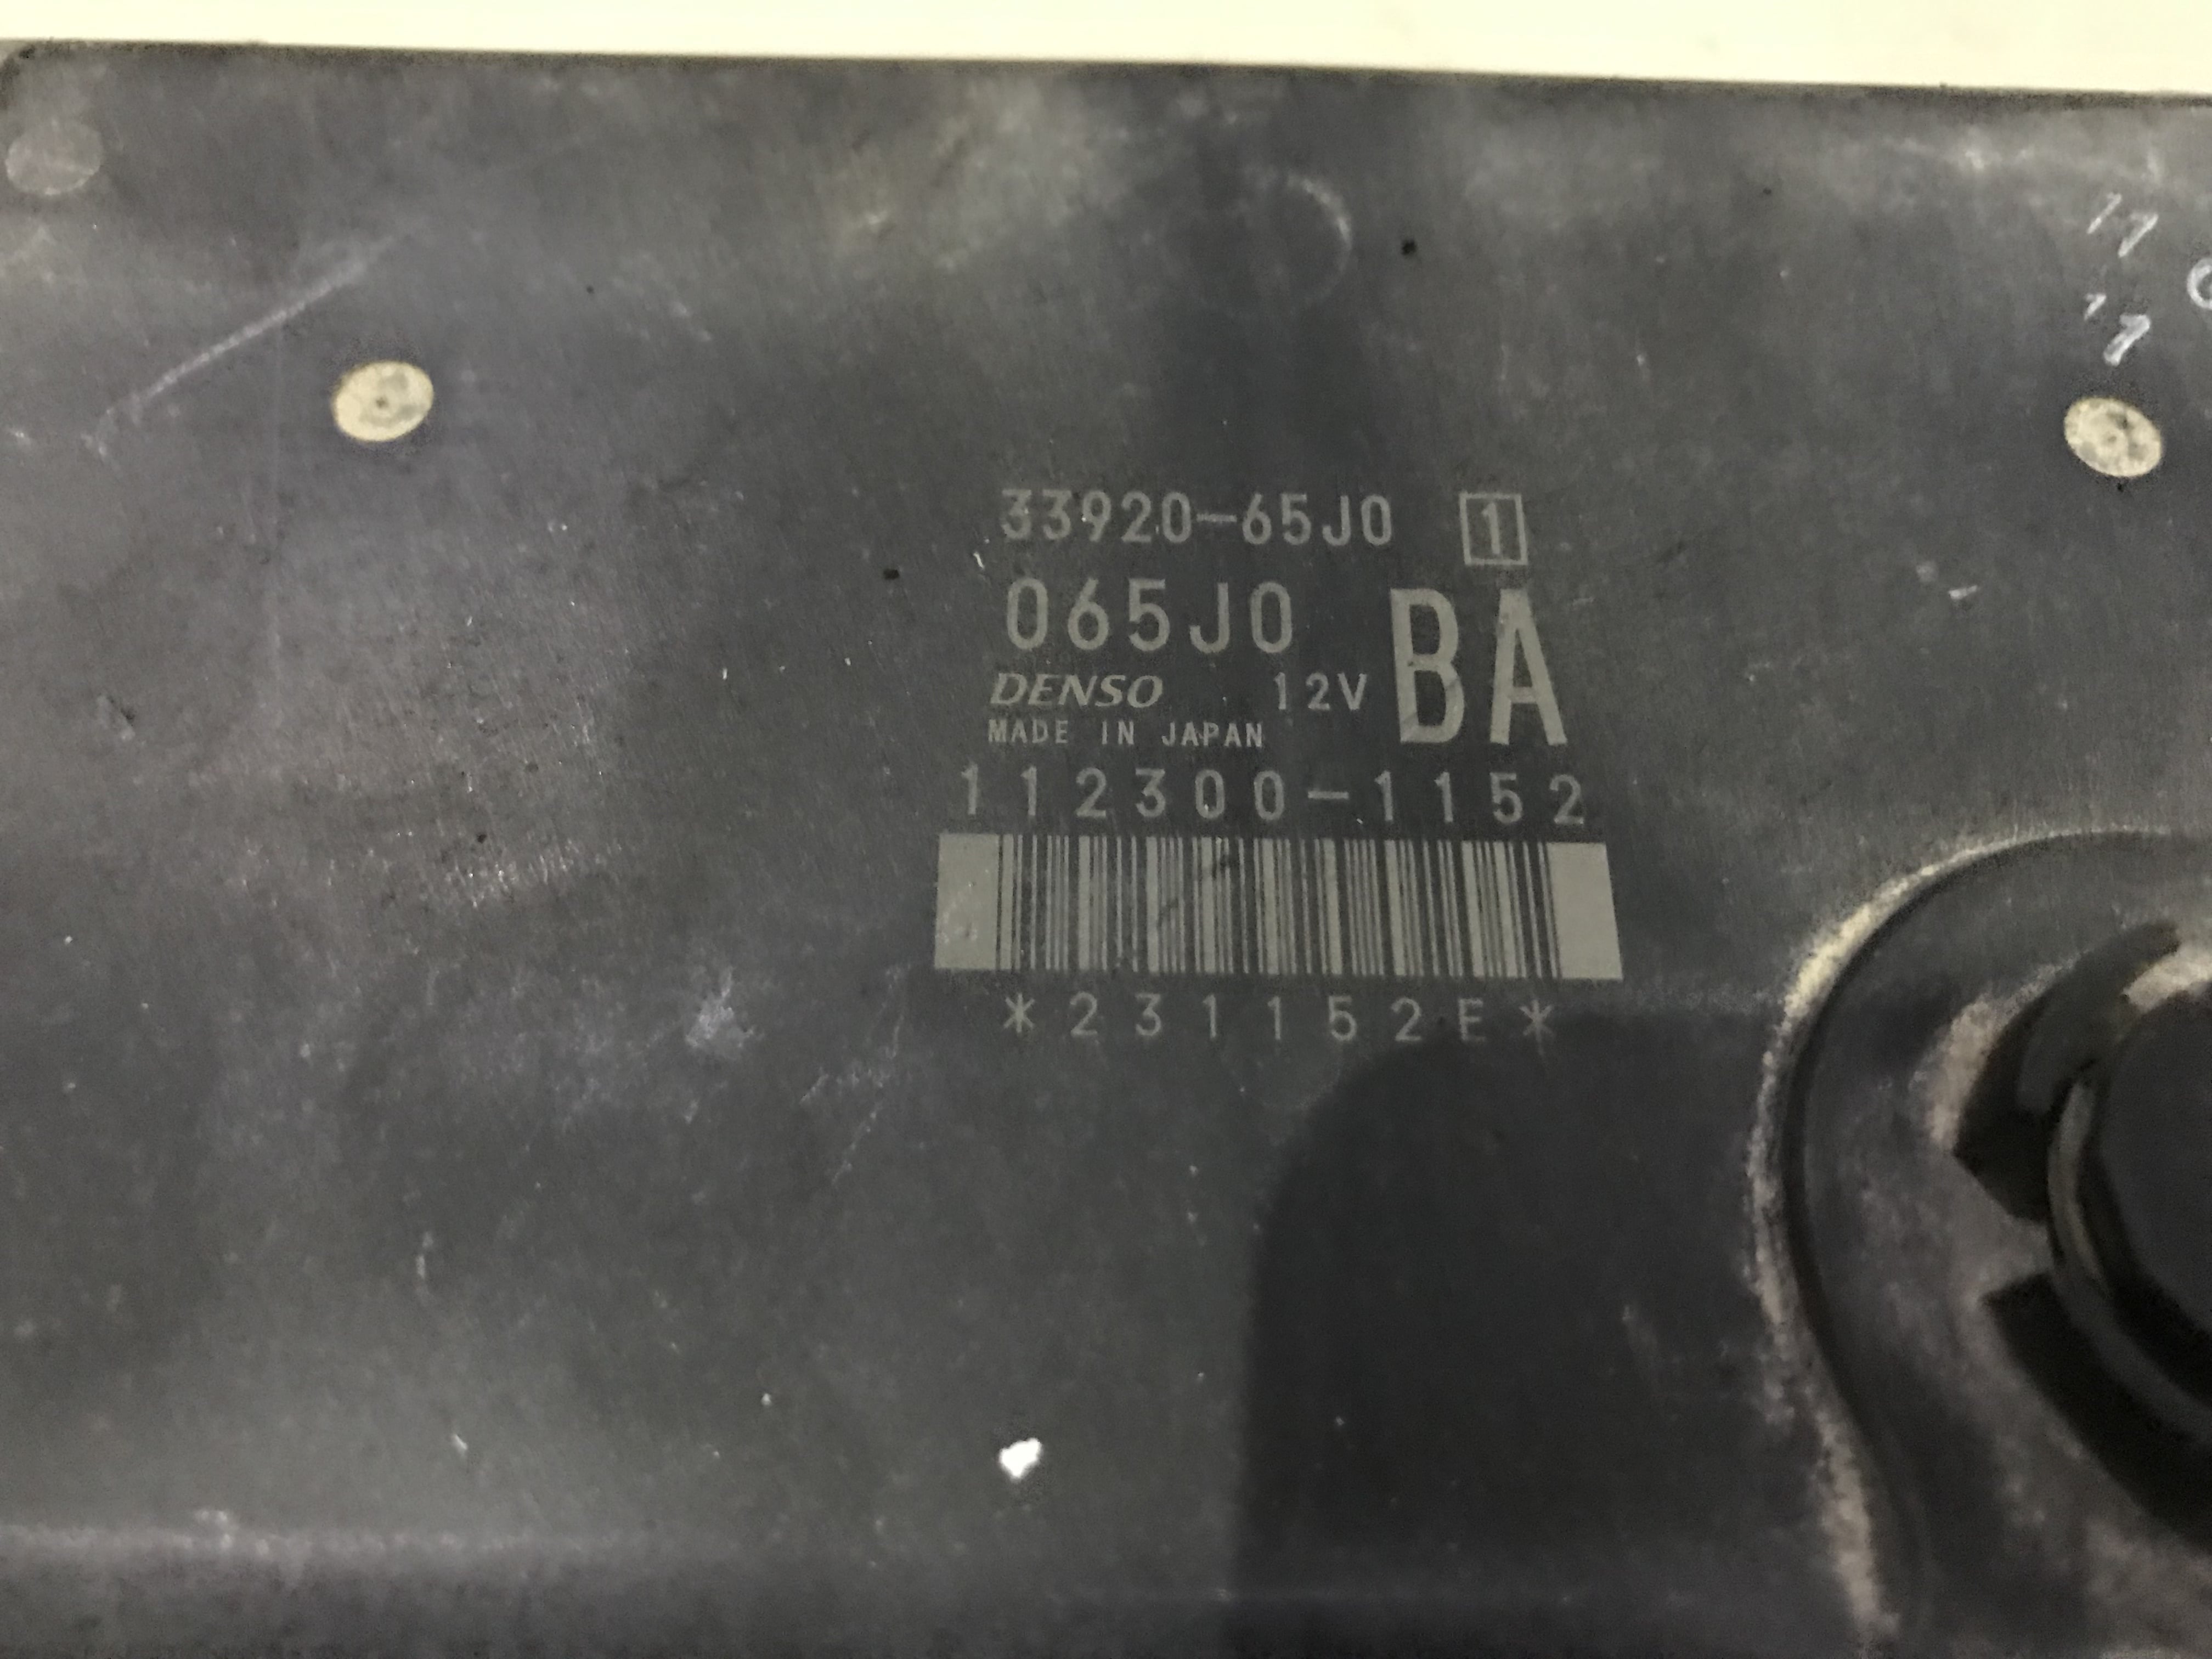 33920-65J0 1
065J0 BA
DENSO 12V
MADE IN JAPAN
112300-1152
*231152E*